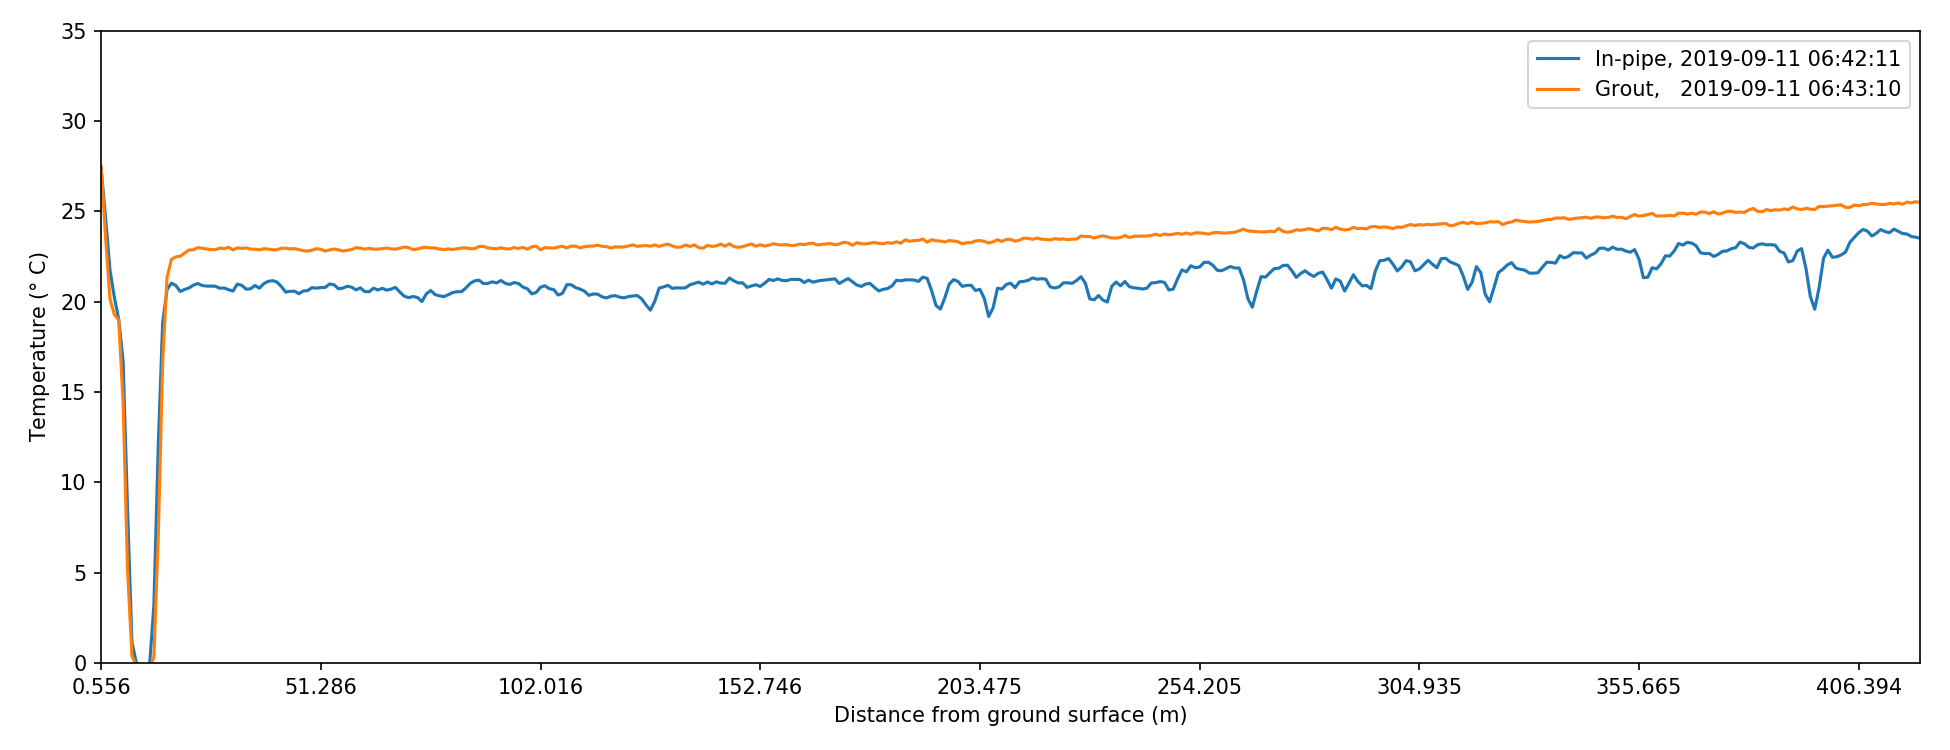 In-pipe, 2019-09-11 06:42:11
Grout, 2019-09-11 06:43:10
Temperature (° C)
35
30
25
20
15
10
5
0
0.556 51.286 102.016 152.746 203.475 254.205 304.935 355.665 406.394
Distance from ground surface (m)